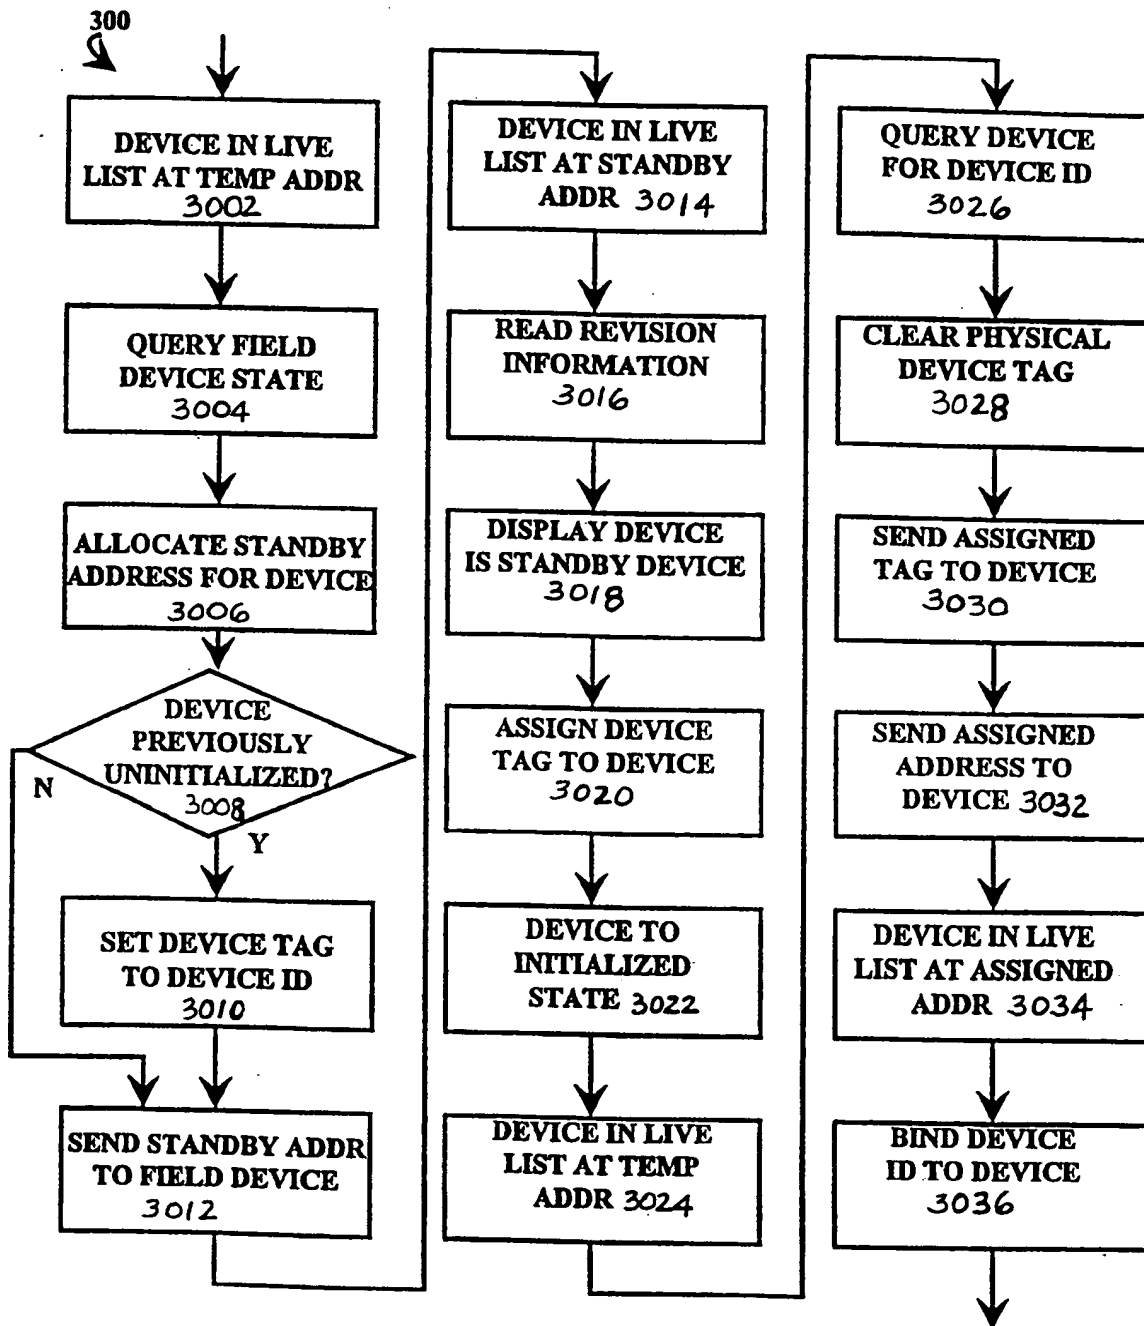 300
DEVICE IN LIVE
LIST AT TEMP ADDR
3002
QUERY FIELD
DEVICE STATE
3004
ALLOCATE STANDBY
ADDRESS FOR DEVICE
3006
DEVICE
PREVIOUSLY
UNINITIALIZED?
3008
N
Y
SET DEVICE TAG
TO DEVICE ID
3010
SEND STANDBY ADDR
TO FIELD DEVICE
3012
DEVICE IN LIVE
LIST AT STANDBY
ADDR 3014
READ REVISION
INFORMATION
3016
DISPLAY DEVICE
IS STANDBY DEVICE
3018
ASSIGN DEVICE
TAG TO DEVICE
3020
DEVICE TO
INITIALIZED
STATE 3022
DEVICE IN LIVE
LIST AT TEMP
ADDR 3024
QUERY DEVICE
FOR DEVICE ID
3026
CLEAR PHYSICAL
DEVICE TAG
3028
SEND ASSIGNED
TAG TO DEVICE
3030
SEND ASSIGNED
ADDRESS TO
DEVICE 3032
DEVICE IN LIVE
LIST AT ASSIGNED
ADDR 3034
BIND DEVICE
ID TO DEVICE
3036